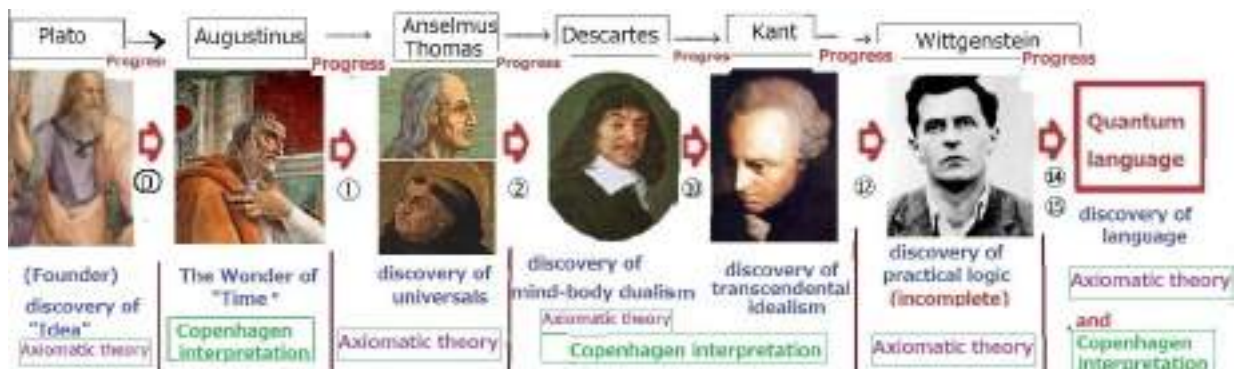 Plato
Augustinus
Anselmus
Thomas
Descartes
Kant
Wittgenstein
Progress
Progress
Progress
Progres
Progress
Progress
Quantum
language
①
②
⑩
⑫
⑭
⑮
(Founder)
discovery of
"Idea"
Axiomatic theory
The Wonder of
"Time"
Copenhagen
interpretation
discovery of
universals
Axiomatic theory
discovery of
mind-body dualism
Axiomatic theory
discovery of
transcendental
idealism
Copenhagen interpretation
discovery of
practical logic
(incomplete)
Axiomatic theory
discovery of
language
Axiomatic theory
and
Copenhagen
interpretation